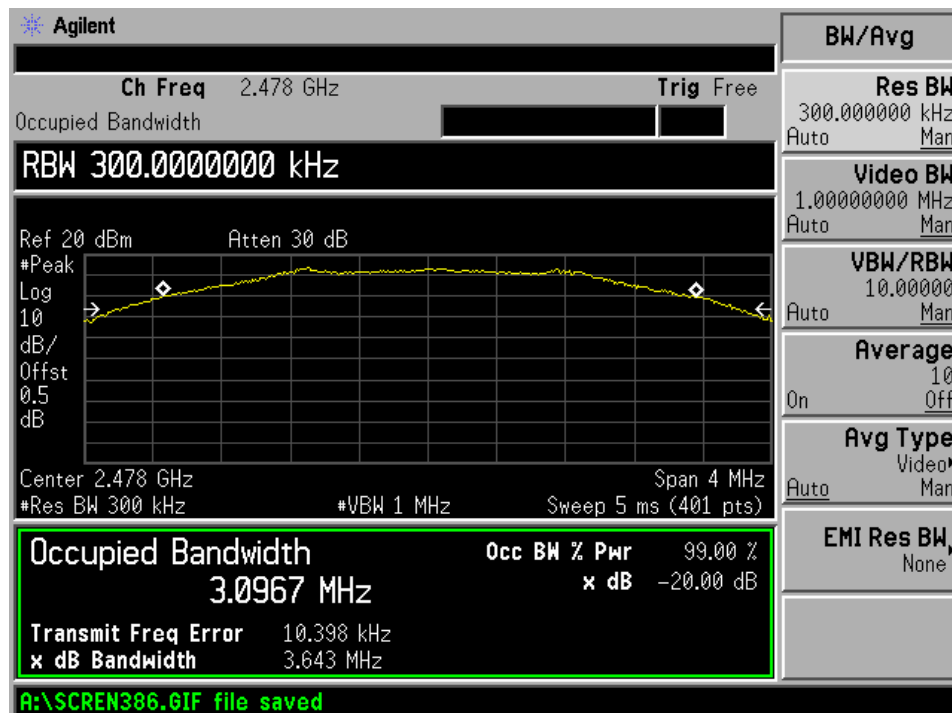 Agilent
Ch Freq 2.478 GHz Trig Free
Occupied Bandwidth
RBW 300.0000000 kHz
Ref 20 dBm Atten 30 dB
#Peak
Log
10
dB/
Offst
0.5
dB
Center 2.478 GHz Span 4 MHz
#Res BW 300 kHz #VBW 1 MHz Sweep 5 ms (401 pts)
Occupied Bandwidth
3.0967 MHz
Occ BW % Pwr 99.00 %
x dB -20.00 dB
Transmit Freq Error 10.398 kHz
x dB Bandwidth 3.643 MHz
A:\SCREN386.GIF file saved
BW/Avg
Res BW
300.000000 kHz
Auto Man
Video BW
1.00000000 MHz
Auto Man
VBW/RBW
10.00000
Auto Man
Average
10
On Off
Avg Type
Video
Auto Man
EMI Res BW
None